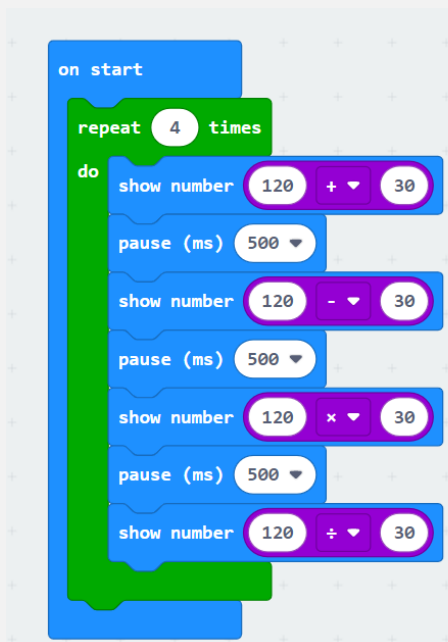 on start
repeat 4 times
do
show number 120 + 30
pause (ms) 500
show number 120 - 30
pause (ms) 500
show number 120 × 30
pause (ms) 500
show number 120 ÷ 30